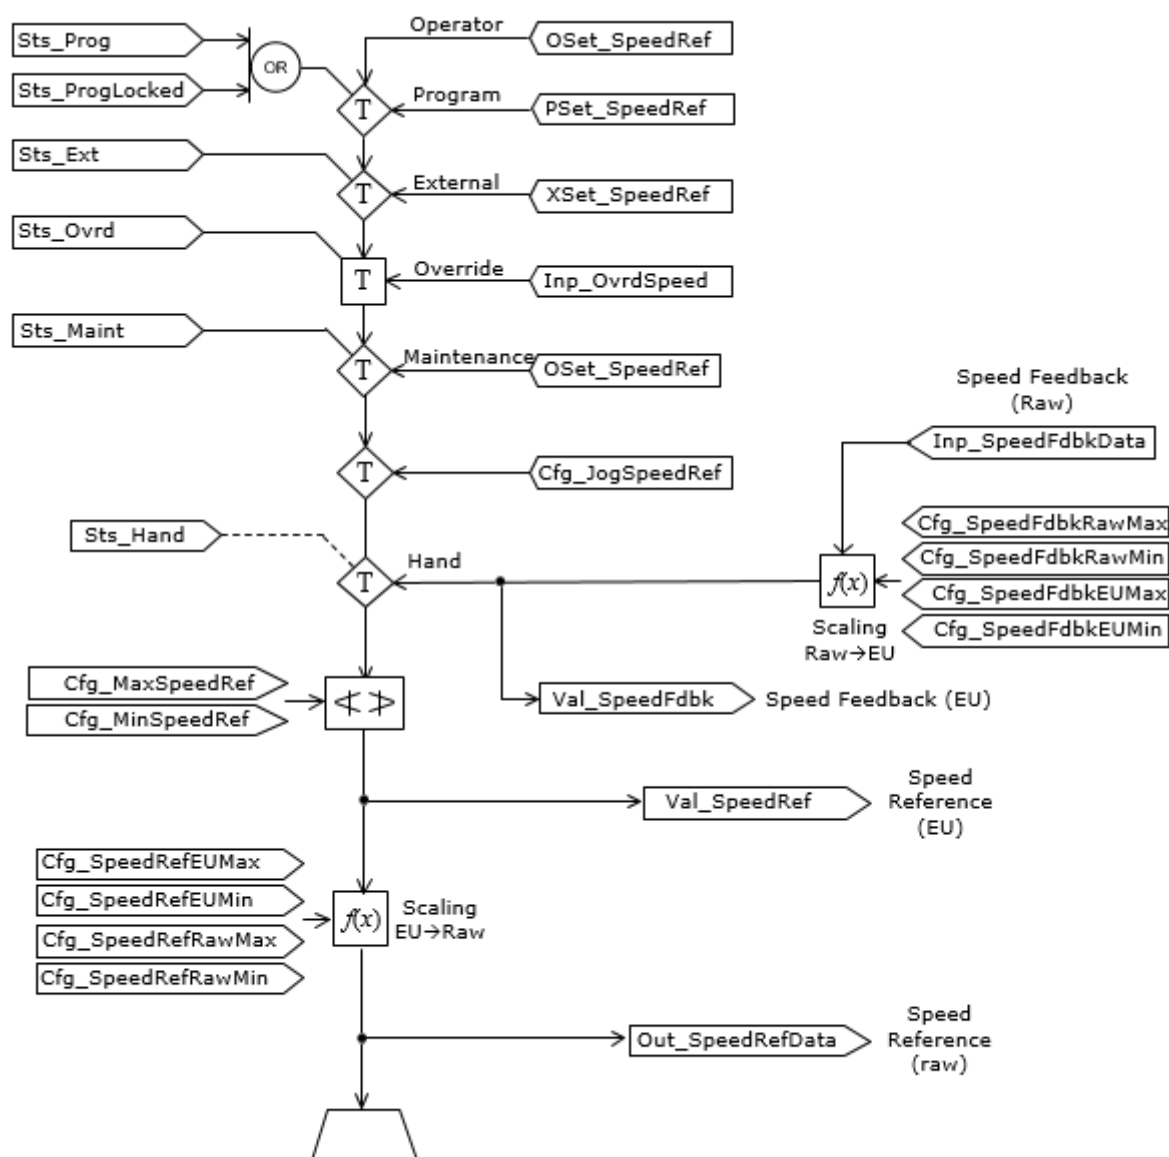 Operator
Sts_Prog
OSet_SpeedRef
OR
Sts_ProgLocked
Program
T
PSet_SpeedRef
Sts_Ext
External
T
XSet_SpeedRef
Sts_Ovrd
Override
T
Inp_OvrdSpeed
Sts_Maint
Maintenance
T
OSet_SpeedRef
Speed Feedback
(Raw)
Inp_SpeedFdbkData
T
Cfg_JogSpeedRef
Sts_Hand
Hand
T
f(x)
Cfg_SpeedFdbkRawMax
Cfg_SpeedFdbkRawMin
Cfg_SpeedFdbkEUMax
Cfg_SpeedFdbkEUMin
Scaling
Raw→EU
Cfg_MaxSpeedRef
Cfg_MinSpeedRef
≮ ≯
Val_SpeedFdbk
Speed Feedback (EU)
Val_SpeedRef
Speed
Reference
(EU)
Cfg_SpeedRefEUMax
Cfg_SpeedRefEUMin
Cfg_SpeedRefRawMax
Cfg_SpeedRefRawMin
f(x)
Scaling
EU→Raw
Out_SpeedRefData
Speed
Reference
(raw)